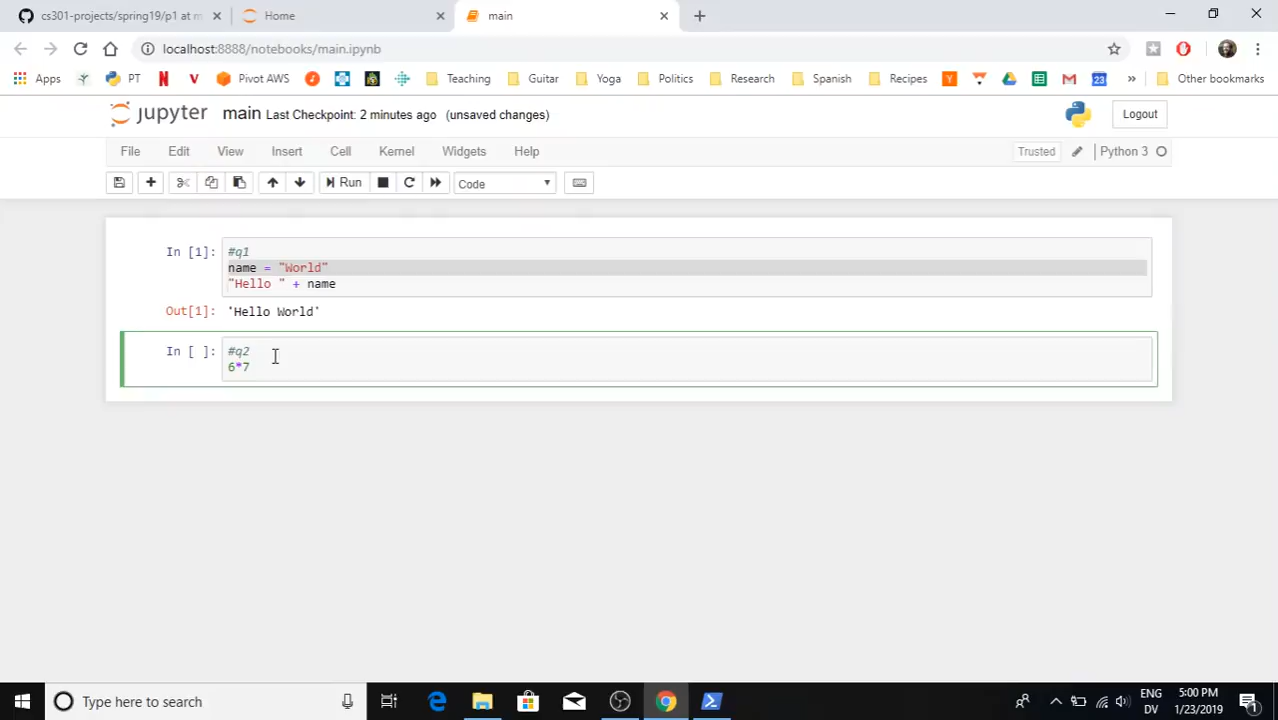 cs301-projects/spring19/p1 at m
Home
main
localhost:8888/notebooks/main.ipynb
Apps
PT
Pivot AWS
Teaching
Guitar
Yoga
Politics
Research
Spanish
Recipes
23
»
Other bookmarks
jupyter main Last Checkpoint: 2 minutes ago (unsaved changes)
Logout
File Edit View Insert Cell Kernel Widgets Help
Trusted
Python 3
Run
Code
In [1]: #q1
name = "World"
"Hello " + name
Out[1]: 'Hello World'
In [ ]: #q2
6*7
Type here to search
ENG
DV
5:00 PM
1/23/2019
1